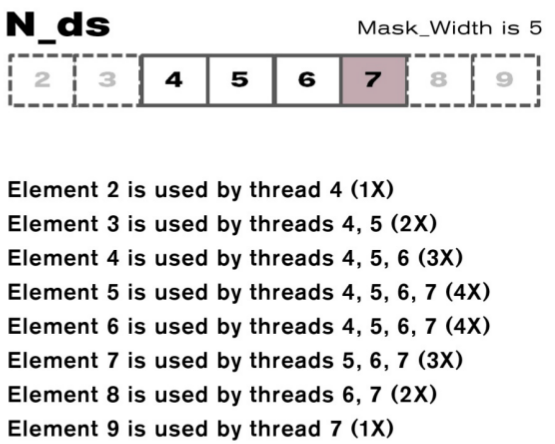 N_ds
Mask_Width is 5
2 3 4 5 6 7 8 9
Element 2 is used by thread 4 (1X)
Element 3 is used by threads 4, 5 (2X)
Element 4 is used by threads 4, 5, 6 (3X)
Element 5 is used by threads 4, 5, 6, 7 (4X)
Element 6 is used by threads 4, 5, 6, 7 (4X)
Element 7 is used by threads 5, 6, 7 (3X)
Element 8 is used by threads 6, 7 (2X)
Element 9 is used by thread 7 (1X)